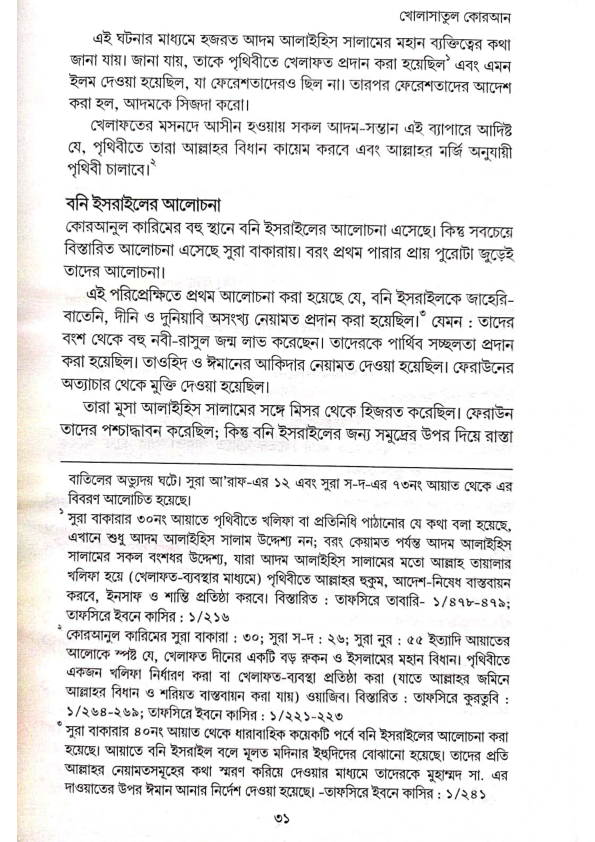 খোলাসাতুল কোরআন
এই ঘটনার মাধ্যমে হজরত আদম আলাইহিস সালামের মহান ব্যক্তিত্বের কথা
জানা যায়। জানা যায়, তাকে পৃথিবীতে খেলাফত প্রদান করা হয়েছিল১ এবং এমন
ইলম দেওয়া হয়েছিল, যা ফেরেশতাদেরও ছিল না। তারপর ফেরেশতাদের আদেশ
করা হল, আদমকে সিজদা করো।
খেলাফতের মসনদে আসীন হওয়ায় সকল আদম-সন্তান এই ব্যাপারে আদিষ্ট
যে, পৃথিবীতে তারা আল্লাহর বিধান কায়েম করবে এবং আল্লাহর মর্জি অনুযায়ী
পৃথিবী চালাবে।২
বনি ইসরাইলের আলোচনা
কোরআনুল কারিমের বহু স্থানে বনি ইসরাইলের আলোচনা এসেছে। কিন্তু সবচেয়ে
বিস্তারিত আলোচনা এসেছে সুরা বাকারায়। বরং প্রথম পারার প্রায় পুরোটা জুড়েই
তাদের আলোচনা।
এই পরিপ্রেক্ষিতে প্রথম আলোচনা করা হয়েছে যে, বনি ইসরাইলকে জাহেরি-
বাতেনি, দীনি ও দুনিয়াবি অসংখ্য নেয়ামত প্রদান করা হয়েছিল।৩ যেমন : তাদের
বংশ থেকে বহু নবী-রাসুল জন্ম লাভ করেছেন। তাদেরকে পার্থিব সচ্ছলতা প্রদান
করা হয়েছিল। তাওহিদ ও ঈমানের আকিদার নেয়ামত দেওয়া হয়েছিল। ফেরাউনের
অত্যাচার থেকে মুক্তি দেওয়া হয়েছিল।
তারা মুসা আলাইহিস সালামের সঙ্গে মিসর থেকে হিজরত করেছিল। ফেরাউন
তাদের পশ্চাদ্ধাবন করেছিল; কিন্তু বনি ইসরাইলের জন্য সমুদ্রের উপর দিয়ে রাস্তা
বাতিলের অভ্যুদয় ঘটে। সুরা আ'রাফ-এর ১২ এবং সুরা স-দ-এর ৭৩নং আয়াত থেকে এর
বিবরণ আলোচিত হয়েছে।
১ সুরা বাকারার ৩০নং আয়াতে পৃথিবীতে খলিফা বা প্রতিনিধি পাঠানোর যে কথা বলা হয়েছে,
এখানে শুধু আদম আলাইহিস সালাম উদ্দেশ্য নন; বরং কেয়ামত পর্যন্ত আদম আলাইহিস
সালামের সকল বংশধর উদ্দেশ্য, যারা আদম আলাইহিস সালামের মতো আল্লাহ তায়ালার
খলিফা হয়ে (খেলাফত-ব্যবস্থার মাধ্যমে) পৃথিবীতে আল্লাহর হুকুম, আদেশ-নিষেধ বাস্তবায়ন
করবে, ইনসাফ ও শান্তি প্রতিষ্ঠা করবে। বিস্তারিত : তাফসিরে তাবারি- ১/৪৭৮-৪৭৯;
তাফসিরে ইবনে কাসির : ১/২১৬
২ কোরআনুল কারিমের সুরা বাকারা : ৩০; সুরা স-দ : ২৬; সুরা নুর : ৫৫ ইত্যাদি আয়াতের
আলোকে স্পষ্ট যে, খেলাফত দীনের একটি বড় রুকন ও ইসলামের মহান বিধান। পৃথিবীতে
একজন খলিফা নির্ধারণ করা বা খেলাফত-ব্যবস্থা প্রতিষ্ঠা করা (যাতে আল্লাহর জমিনে
আল্লাহর বিধান ও শরিয়ত বাস্তবায়ন করা যায়) ওয়াজিব। বিস্তারিত : তাফসিরে কুরতুবি :
১/২৬৪-২৬৯; তাফসিরে ইবনে কাসির : ১/২২১-২২৩
৩ সুরা বাকারার ৪০নং আয়াত থেকে ধারাবাহিক কয়েকটি পর্বে বনি ইসরাইলের আলোচনা করা
হয়েছে। আয়াতে বনি ইসরাইল বলে মূলত মদিনার ইহুদিদের বোঝানো হয়েছে। তাদের প্রতি
আল্লাহর নেয়ামতসমূহের কথা স্মরণ করিয়ে দেওয়ার মাধ্যমে তাদেরকে মুহাম্মদ সা. এর
দাওয়াতের উপর ঈমান আনার নির্দেশ দেওয়া হয়েছে। -তাফসিরে ইবনে কাসির : ১/২৪১
৩১